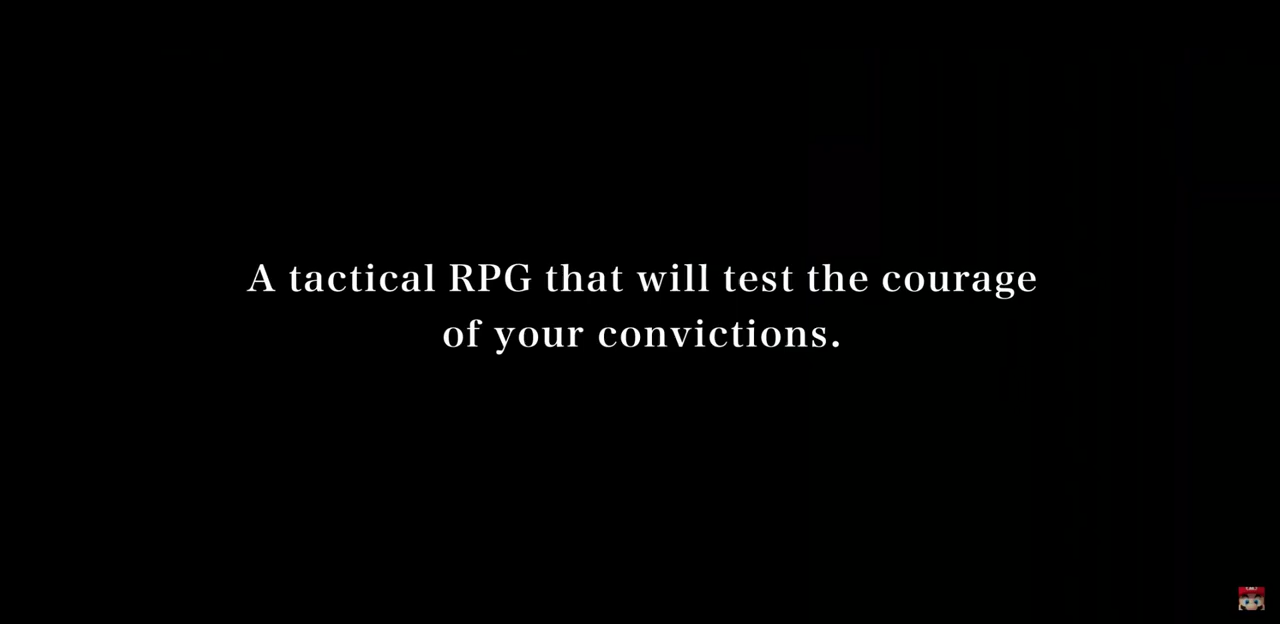 A tactical RPG that will test the courage
of your convictions.